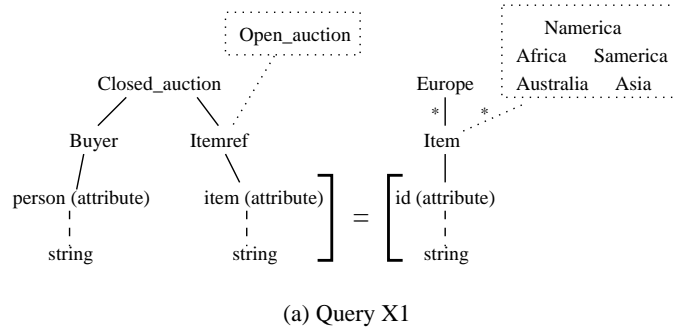 Open_auction
Namerica
Africa Samerica
Australia Asia
Closed_auction
Europe
* *
Buyer Itemref Item
person (attribute) item (attribute) = id (attribute)
string string string
(a) Query X1